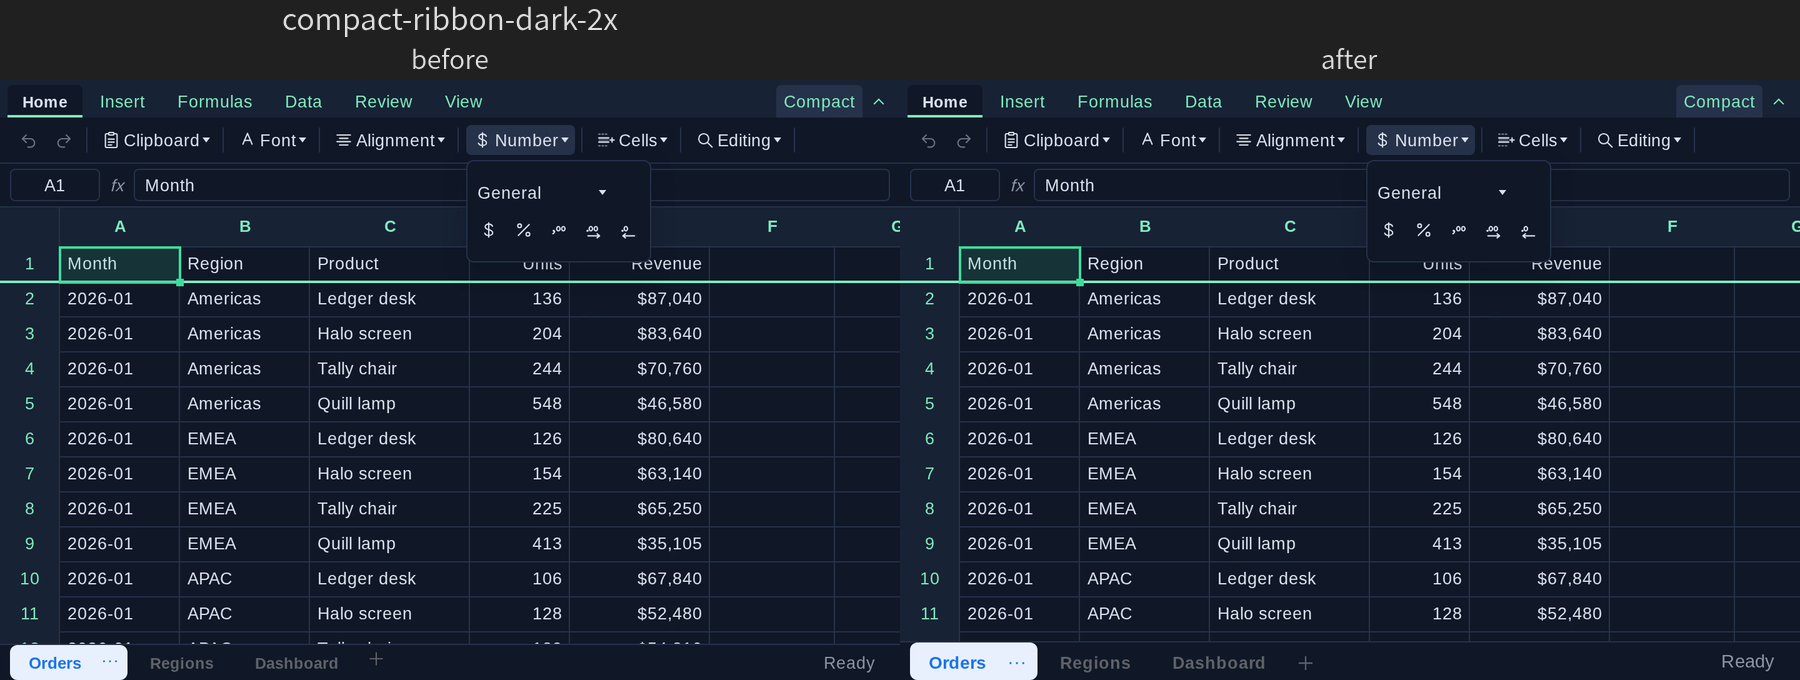 compact-ribbon-dark-2x
before after
Home Insert Formulas Data Review View Compact
Clipboard Font Alignment $ Number Cells Editing
A1 fx Month
General
$ % ,00 .00 .0
A B C F
1 Month Region Product Units Revenue
2 2026-01 Americas Ledger desk 136 $87,040
3 2026-01 Americas Halo screen 204 $83,640
4 2026-01 Americas Tally chair 244 $70,760
5 2026-01 Americas Quill lamp 548 $46,580
6 2026-01 EMEA Ledger desk 126 $80,640
7 2026-01 EMEA Halo screen 154 $63,140
8 2026-01 EMEA Tally chair 225 $65,250
9 2026-01 EMEA Quill lamp 413 $35,105
10 2026-01 APAC Ledger desk 106 $67,840
11 2026-01 APAC Halo screen 128 $52,480
Orders ... Regions Dashboard + Ready
Home Insert Formulas Data Review View Compact
Clipboard Font Alignment $ Number Cells Editing
A1 fx Month
General
$ % ,00 .00 .0
A B C F
1 Month Region Product Units Revenue
2 2026-01 Americas Ledger desk 136 $87,040
3 2026-01 Americas Halo screen 204 $83,640
4 2026-01 Americas Tally chair 244 $70,760
5 2026-01 Americas Quill lamp 548 $46,580
6 2026-01 EMEA Ledger desk 126 $80,640
7 2026-01 EMEA Halo screen 154 $63,140
8 2026-01 EMEA Tally chair 225 $65,250
9 2026-01 EMEA Quill lamp 413 $35,105
10 2026-01 APAC Ledger desk 106 $67,840
11 2026-01 APAC Halo screen 128 $52,480
Orders ... Regions Dashboard + Ready